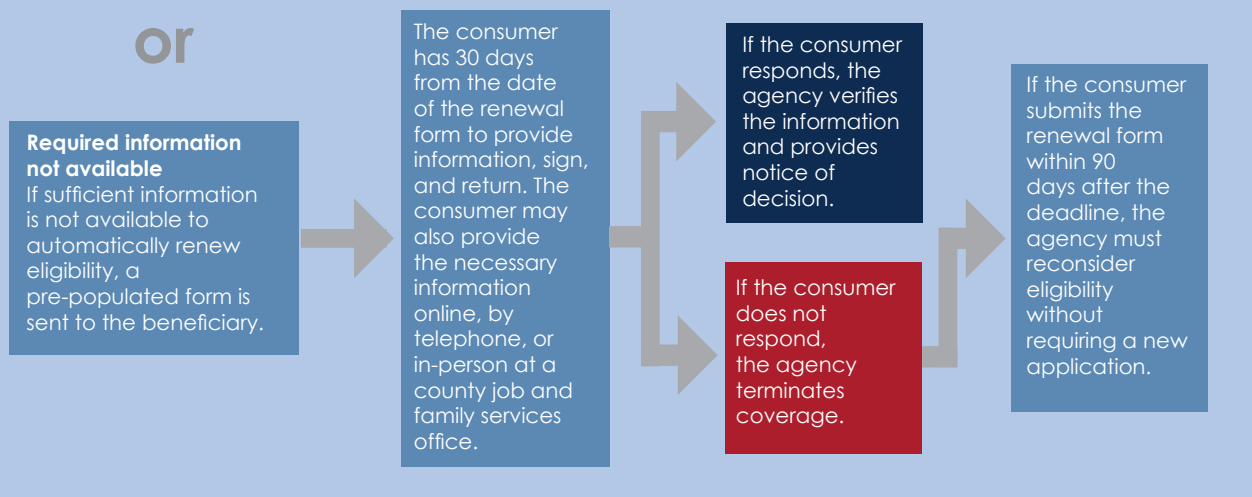 or
Required information
not available
If sufficient information
is not available to
automatically renew
eligibility, a
pre-populated form is
sent to the beneficiary.
The consumer
has 30 days
from the date
of the renewal
form to provide
information, sign,
and return. The
consumer may
also provide
the necessary
information
online, by
telephone, or
in-person at a
county job and
family services
office.
If the consumer
responds, the
agency verifies
the information
and provides
notice of
decision.
If the consumer
does not
respond,
the agency
terminates
coverage.
If the consumer
submits the
renewal form
within 90
days after the
deadline, the
agency must
reconsider
eligibility
without
requiring a new
application.